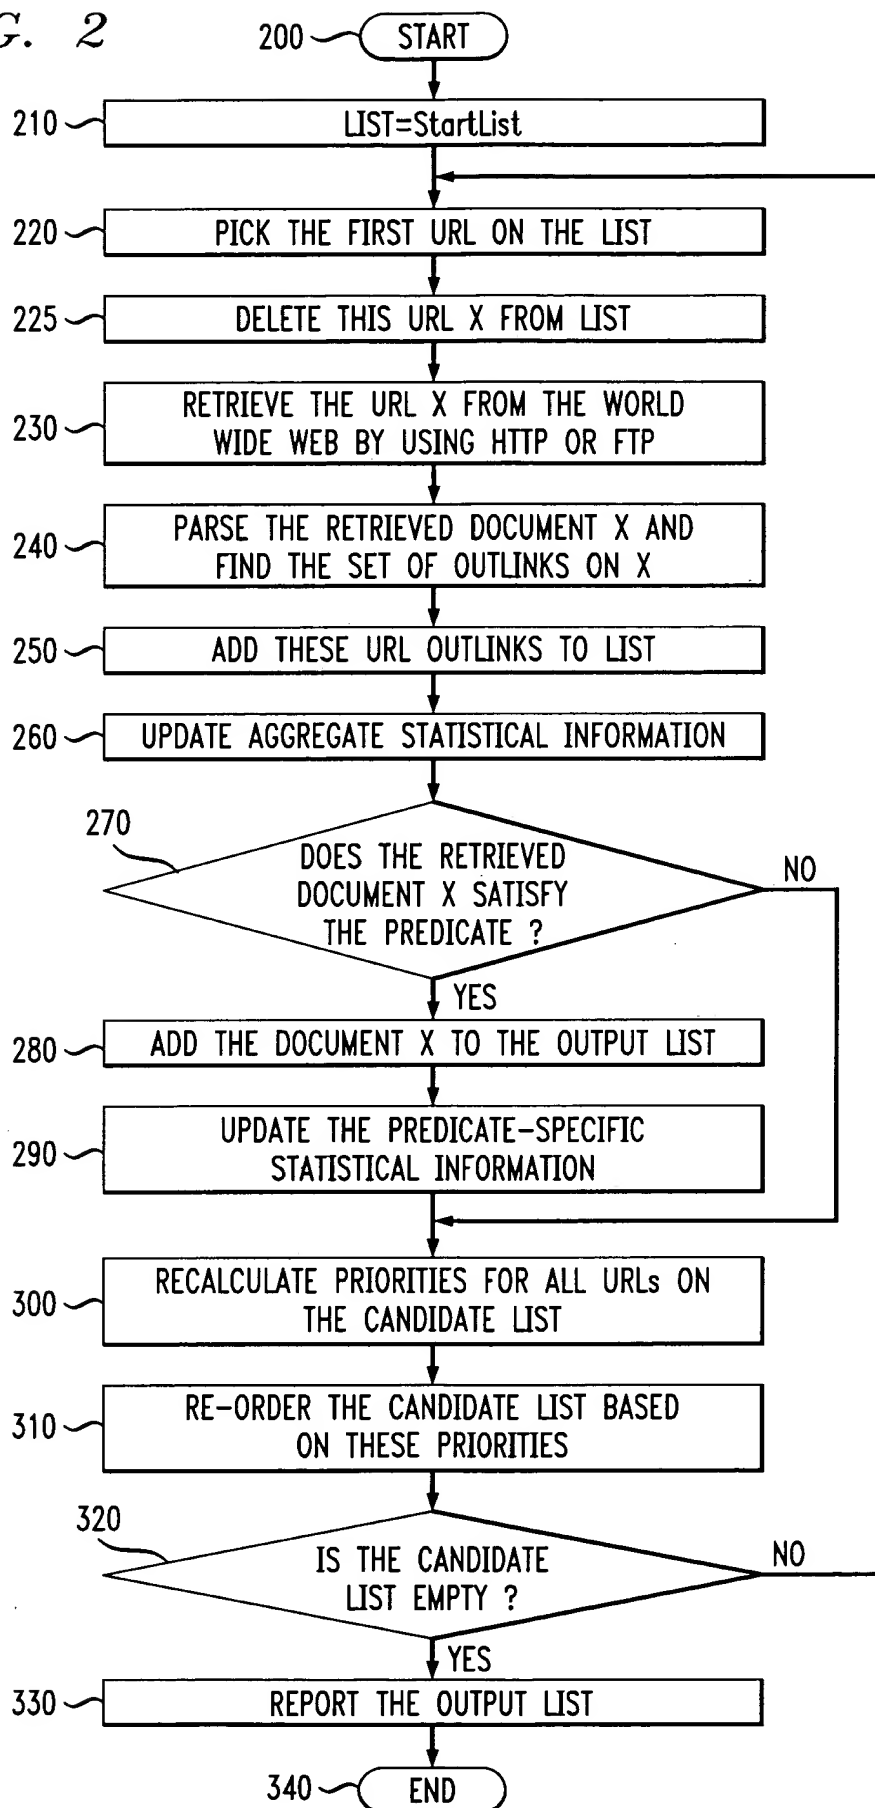 G. 2
200 START
210 LIST=StartList
220 PICK THE FIRST URL ON THE LIST
225 DELETE THIS URL X FROM LIST
230 RETRIEVE THE URL X FROM THE WORLD
WIDE WEB BY USING HTTP OR FTP
240 PARSE THE RETRIEVED DOCUMENT X AND
FIND THE SET OF OUTLINKS ON X
250 ADD THESE URL OUTLINKS TO LIST
260 UPDATE AGGREGATE STATISTICAL INFORMATION
270
DOES THE RETRIEVED
DOCUMENT X SATISFY
THE PREDICATE ?
NO
YES
280 ADD THE DOCUMENT X TO THE OUTPUT LIST
290 UPDATE THE PREDICATE-SPECIFIC
STATISTICAL INFORMATION
300 RECALCULATE PRIORITIES FOR ALL URLs ON
THE CANDIDATE LIST
310 RE-ORDER THE CANDIDATE LIST BASED
ON THESE PRIORITIES
320
IS THE CANDIDATE
LIST EMPTY ?
NO
YES
330 REPORT THE OUTPUT LIST
340 END